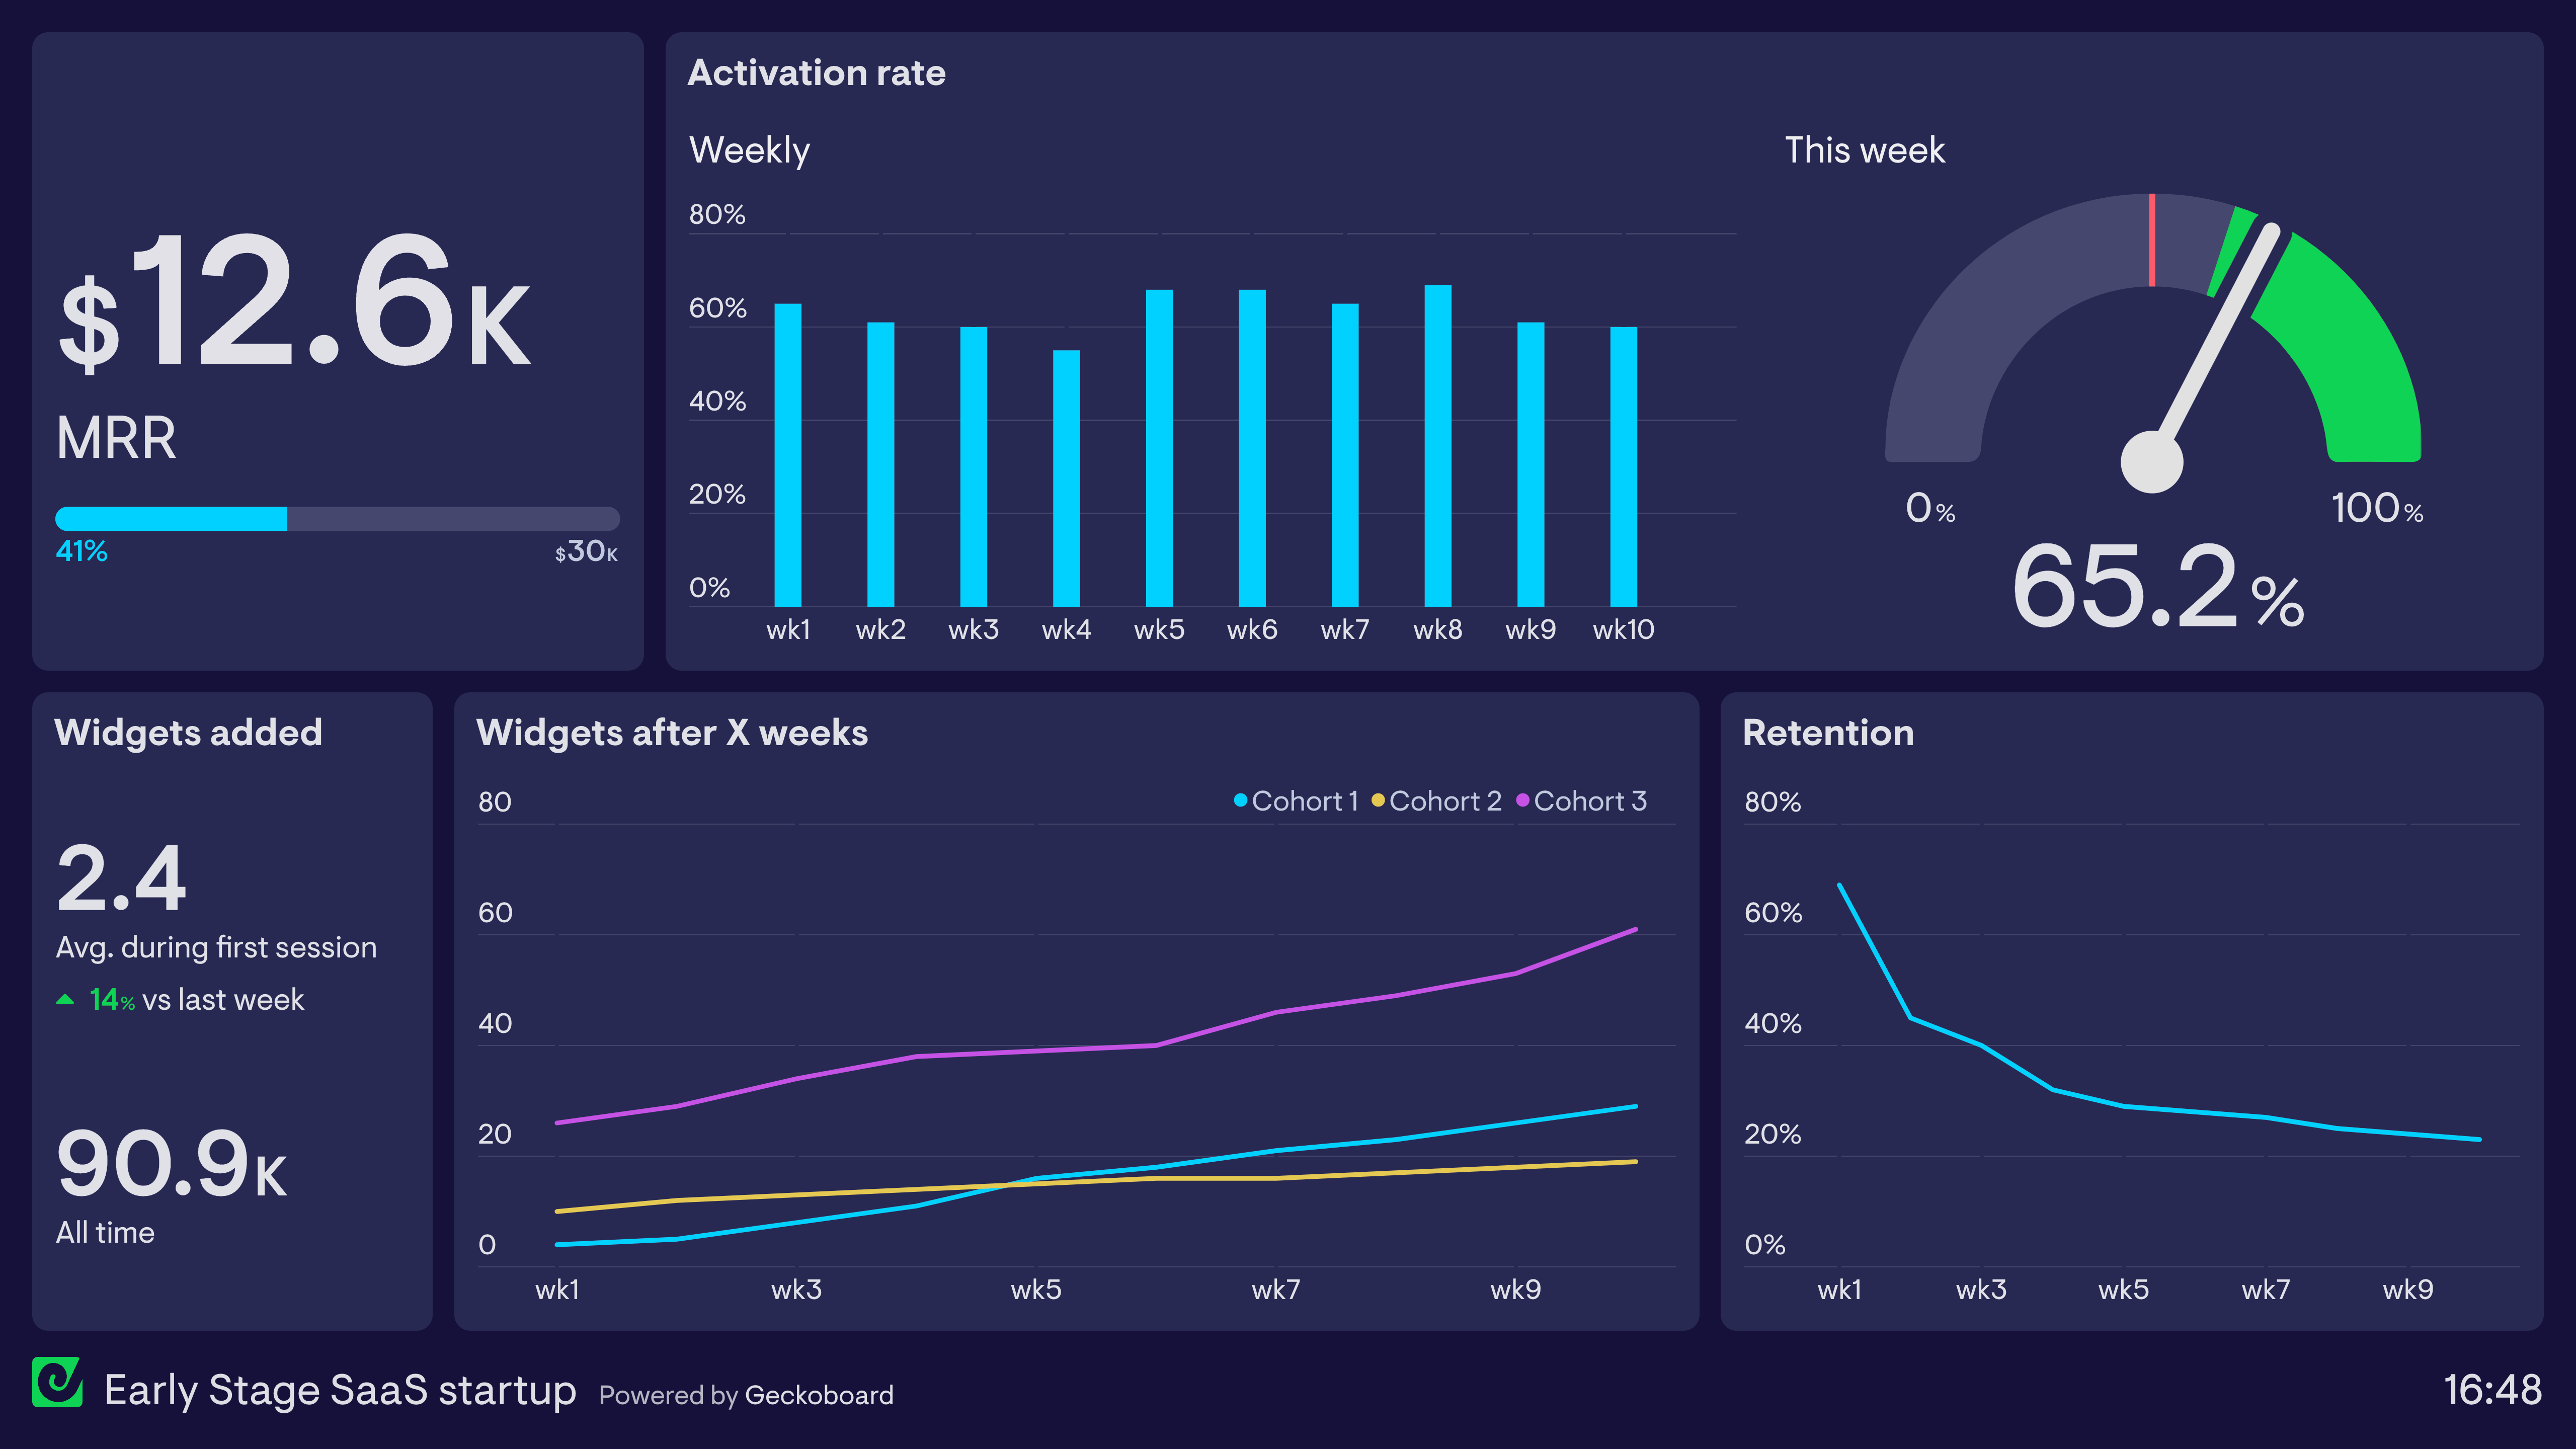 $12.6K
MRR
41%
$30K
Activation rate
Weekly
80%
60%
40%
20%
0%
wk1 wk2 wk3 wk4 wk5 wk6 wk7 wk8 wk9 wk10
This week
0% 100%
65.2%
Widgets added
2.4
Avg. during first session
14% vs last week
90.9K
All time
Widgets after X weeks
Cohort 1 Cohort 2 Cohort 3
80
60
40
20
0
wk1 wk3 wk5 wk7 wk9
Retention
80%
60%
40%
20%
0%
wk1 wk3 wk5 wk7 wk9
Early Stage SaaS startup Powered by Geckoboard
16:48